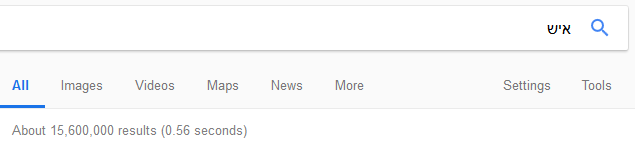 איש
All Images Videos Maps News More Settings Tools
About 15,600,000 results (0.56 seconds)